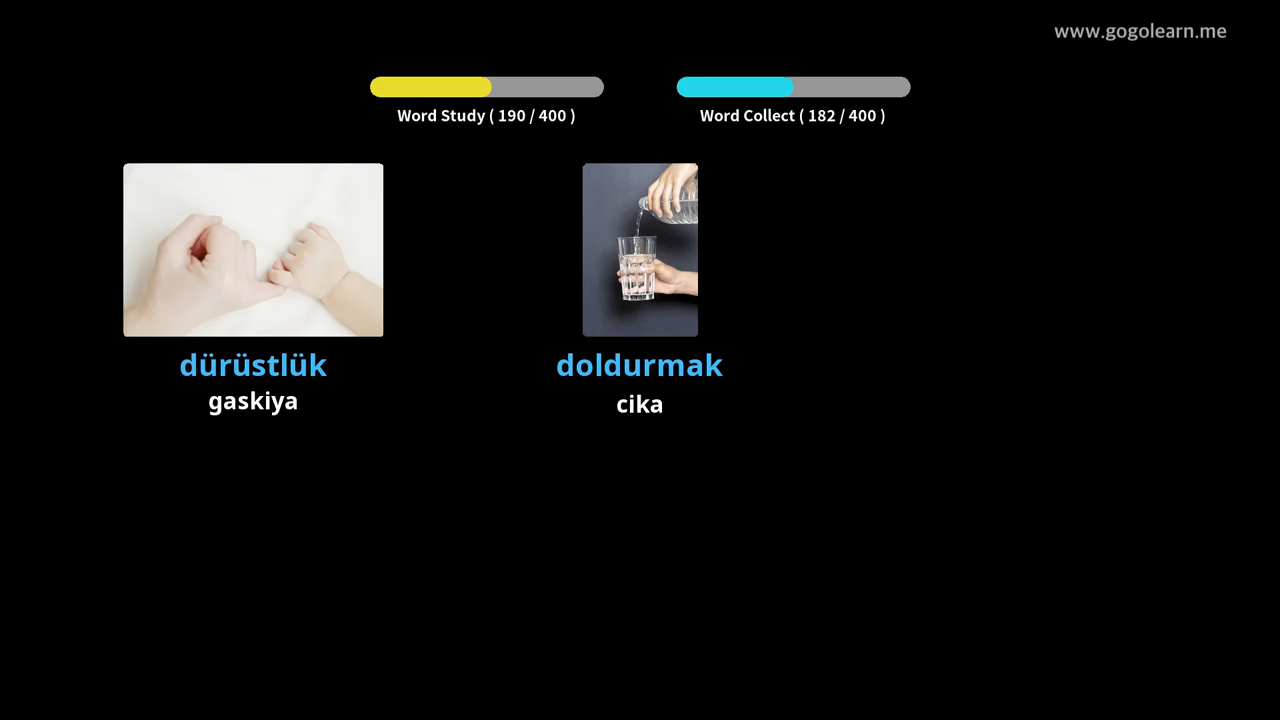 www.gogolearn.me
Word Study ( 190 / 400 )
Word Collect ( 182 / 400 )
dürüstlük
gaskiya
doldurmak
cika